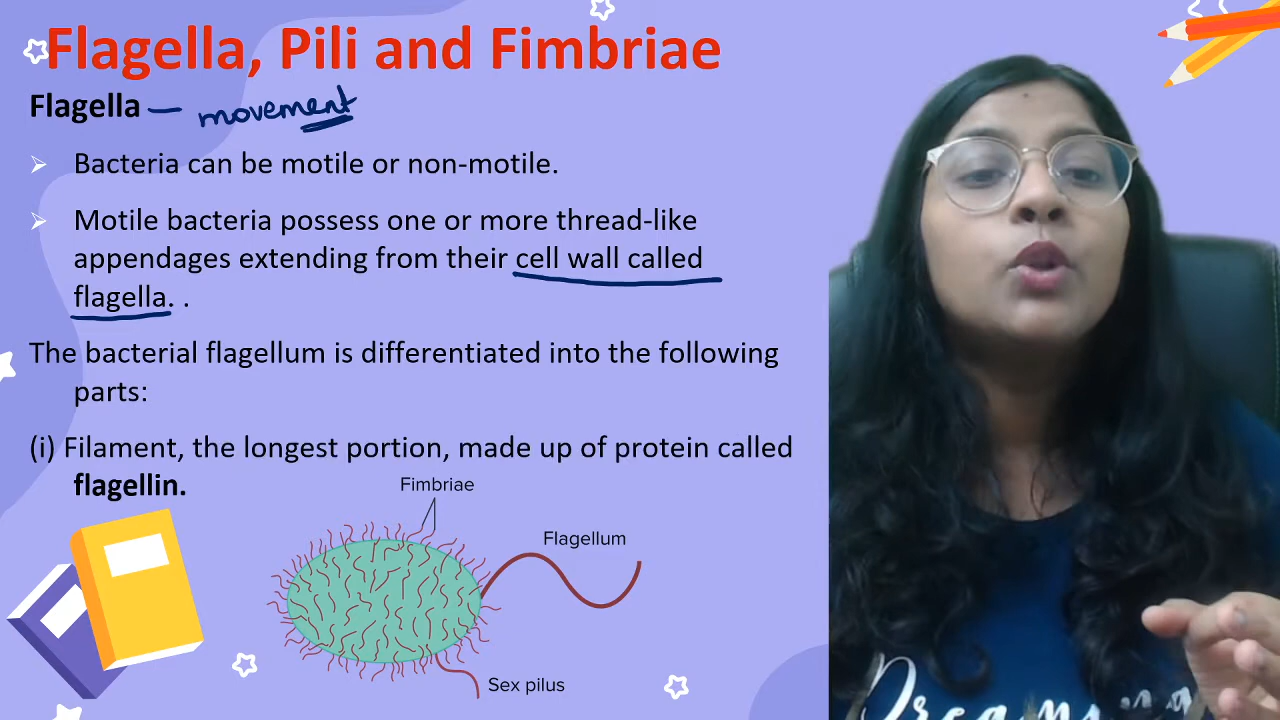 Flagella, Pili and Fimbriae
Flagella — movement
Bacteria can be motile or non-motile.
Motile bacteria possess one or more thread-like
appendages extending from their cell wall called
flagella. .
The bacterial flagellum is differentiated into the following
parts:
(i) Filament, the longest portion, made up of protein called
flagellin.
Fimbriae
Flagellum
Sex pilus
Dreams